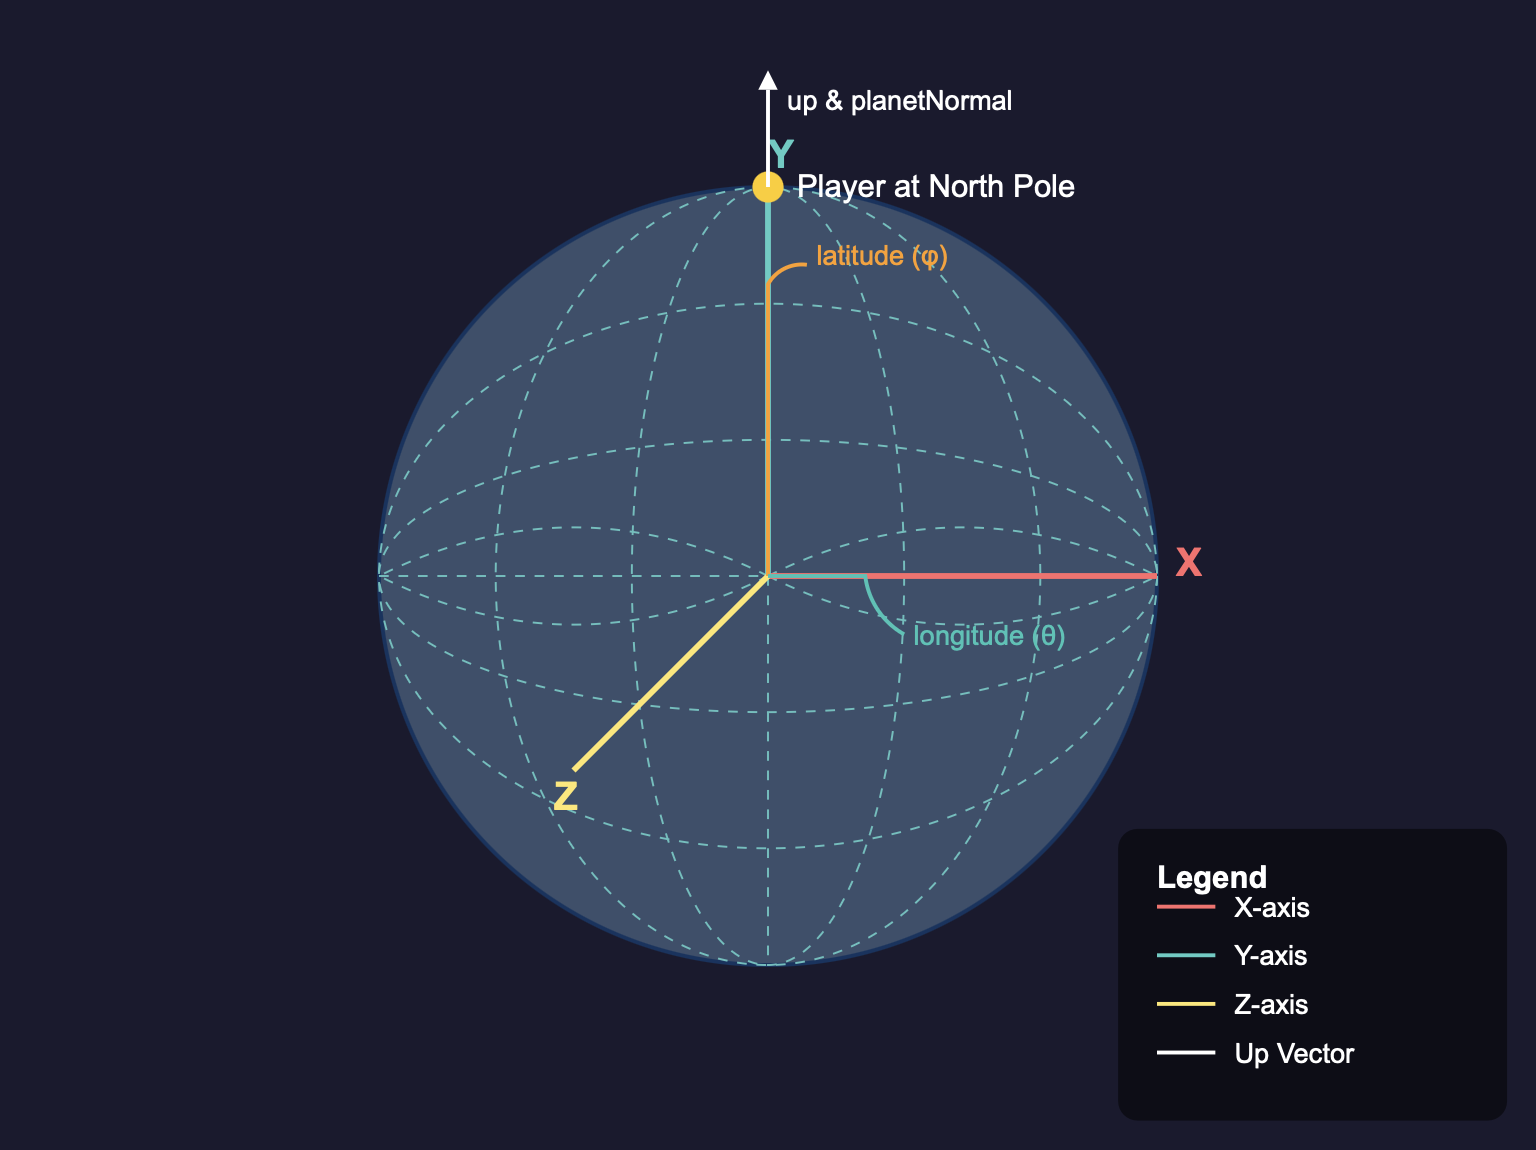 up & planetNormal
Y
Player at North Pole
latitude (φ)
X
longitude (θ)
Z
Legend
X-axis
Y-axis
Z-axis
Up Vector